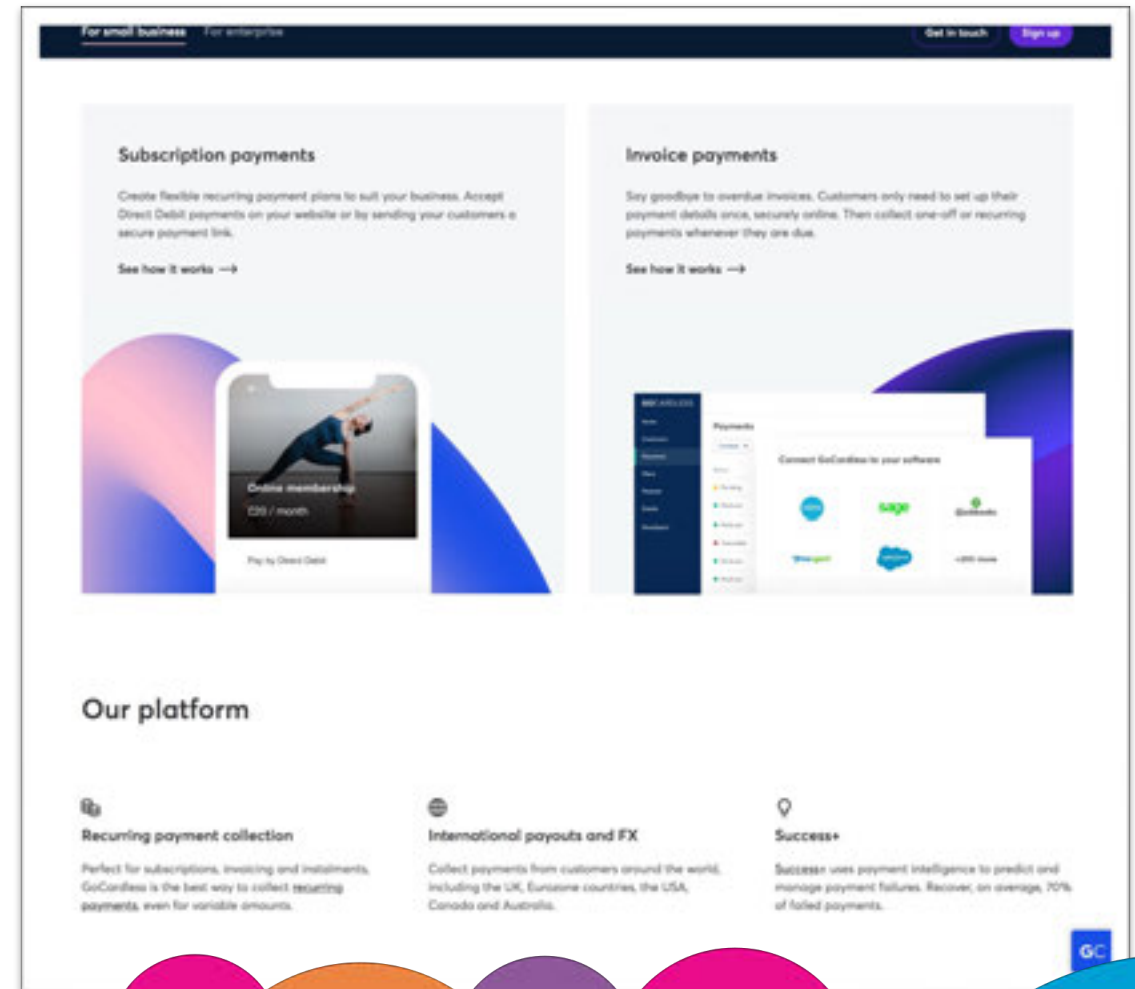 For small business For enterprise Get in touch Sign up
Subscription payments
Create flexible recurring payment plans to suit your business. Accept
Direct Debit payments on your website or by sending your customers a
secure payment link.
See how it works →
Online membership
£20 / month
Pay by Direct Debit
Invoice payments
Say goodbye to overdue invoices. Customers only need to set up their
payment details once, securely online. Then collect one-off or recurring
payments whenever they are due.
See how it works →
GOCARDLESS
Payments
Connect GoCardless to your software
sage
quickbooks
+200 more
Our platform
Recurring payment collection
Perfect for subscriptions, invoicing and instalments,
GoCardless is the best way to collect recurring
payments, even for variable amounts.
International payouts and FX
Collect payments from customers around the world,
including the UK, Eurozone countries, the USA,
Canada and Australia.
Success+
Success+ uses payment intelligence to predict and
manage payment failures. Recover, on average, 70%
of failed payments.
GC